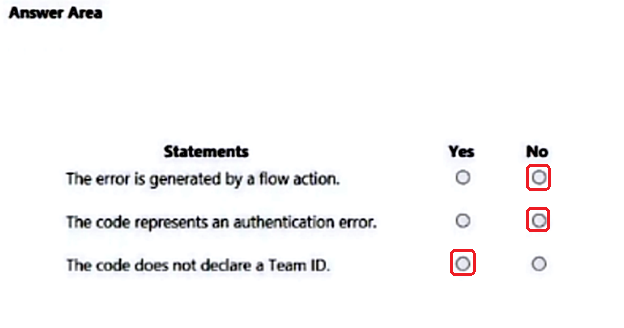 Answer Area
Statements Yes No
The error is generated by a flow action.
The code represents an authentication error.
The code does not declare a Team ID.